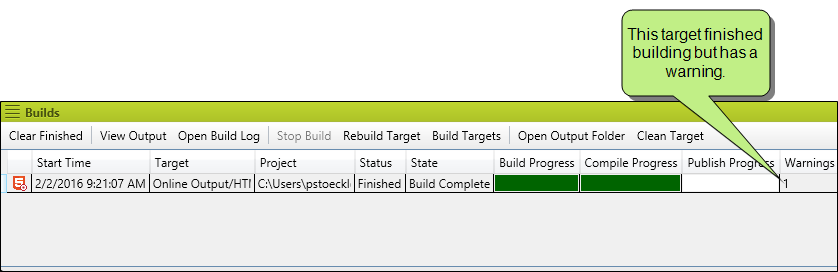 This target finished
building but has a
warning.
Builds
Clear Finished View Output Open Build Log Stop Build Rebuild Target Build Targets Open Output Folder Clean Target
Start Time Target Project Status State Build Progress Compile Progress Publish Progress Warnings
2/2/2016 9:21:07 AM Online Output/HTM C:\Users\pstoeckl Finished Build Complete 1